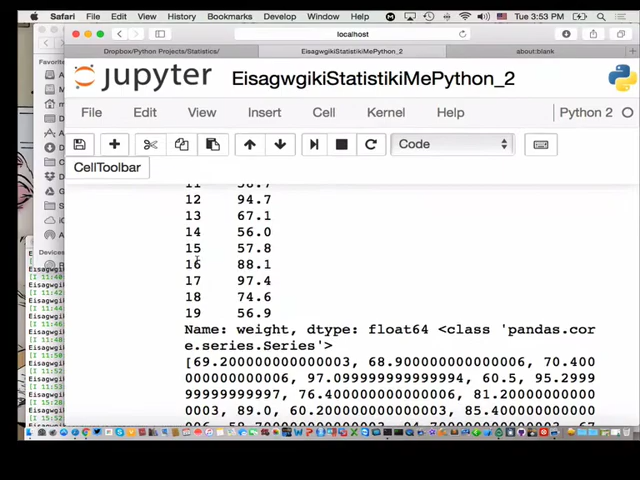 Safari File Edit View History Bookmarks Develop Window Help Tue 3:53 PM
localhost
Dropbox/Python Projects/Statistics/ EisagwgikiStatistikiMePython_2 about:blank
jupyter EisagwgikiStatistikiMePython_2
File Edit View Insert Cell Kernel Help Python 2
Code
CellToolbar
12 94.7
13 67.1
14 56.0
15 57.8
16 88.1
17 97.4
18 74.6
19 56.9
Name: weight, dtype: float64 <class 'pandas.cor
e.series.Series'>
[69.200000000000003, 68.900000000000006, 70.400
000000000006, 97.099999999999994, 60.5, 95.2999
99999999997, 76.400000000000006, 81.20000000000
0003, 89.0, 60.200000000000003, 85.400000000000